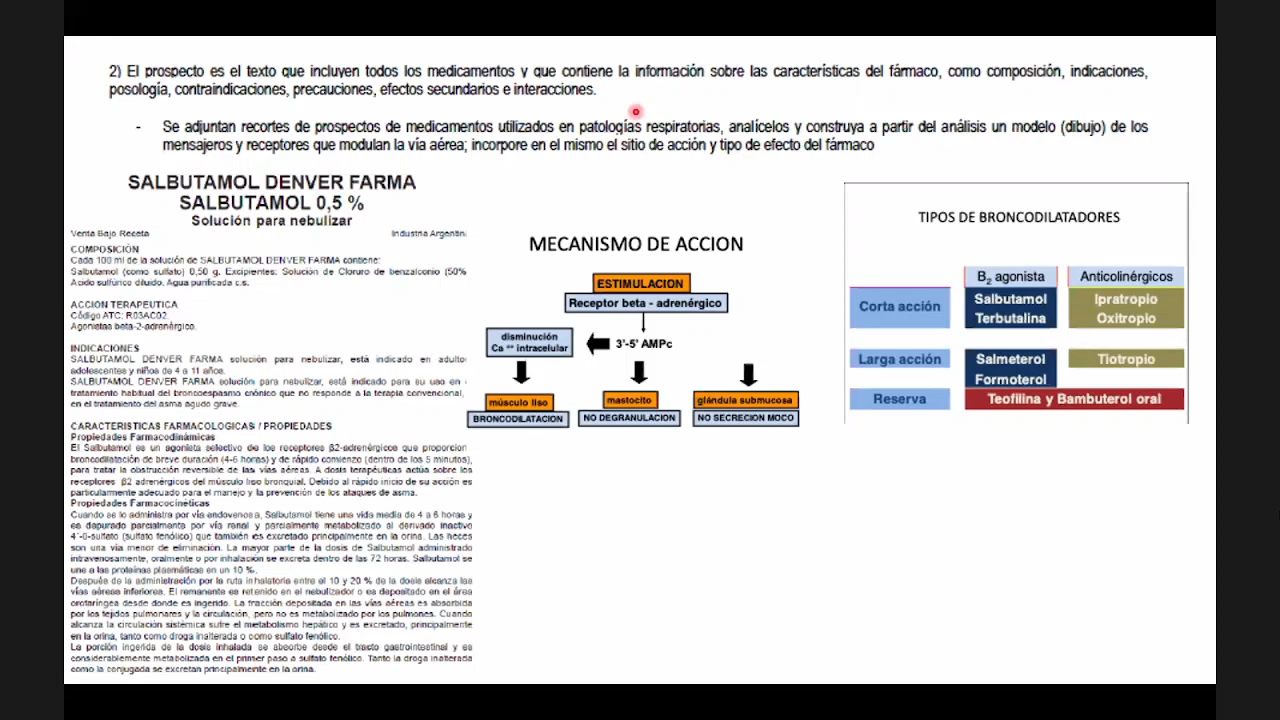 2) El prospecto es el texto que incluyen todos los medicamentos y que contiene la información sobre las características del fármaco, como composición, indicaciones,
posología, contraindicaciones, precauciones, efectos secundarios e interacciones.
- Se adjuntan recortes de prospectos de medicamentos utilizados en patologías respiratorias, analícelos y construya a partir del análisis un modelo (dibujo) de los
mensajeros y receptores que modulan la vía aérea; incorpore en el mismo el sitio de acción y tipo de efecto del fármaco
SALBUTAMOL DENVER FARMA
SALBUTAMOL 0,5 %
Solución para nebulizar
Venta Bajo Receta Industria Argentin
COMPOSICIÓN
Cada 100 ml de la solución de SALBUTAMOL DENVER FARMA contiene:
Salbutamol (como sulfato) 0,50 g. Excipientes: Solución de Cloruro de benzalconio (50%
Acido sulfúrico diluido, Agua purificada c.s.
ACCION TERAPEUTICA
Código ATC: R03AC02.
Agonistas beta-2-adrenérgico.
INDICACIONES
SALBUTAMOL DENVER FARMA solución para nebulizar, está indicado en adulto
adolescentes y niños de 4 a 11 años.
SALBUTAMOL DENVER FARMA solución para nebulizar, está indicado para su uso en
tratamiento habitual del broncoespasmo crónico que no responde a la terapia convencional,
en el tratamiento del asma agudo grave.
CARACTERISTICAS FARMACOLOGICAS / PROPIEDADES
Propiedades Farmacodinámicas
El Salbutamol es un agonista selectivo de los receptores β2-adrenérgicos que proporcion
broncodilatación de breve duración (4-6 horas) y de rápido comienzo (dentro de los 5 minutos),
para tratar la obstrucción reversible de las vías aéreas. A dosis terapéuticas actúa sobre los
receptores β2 adrenérgicos del músculo liso bronquial. Debido al rápido inicio de su acción es
particularmente adecuado para el manejo y la prevención de los ataques de asma.
Propiedades Farmacocinéticas
Cuando se lo administra por vía endovenosa, Salbutamol tiene una vida media de 4 a 6 horas y
es depurado parcialmente por vía renal y parcialmente metabolizado al derivado inactivo
4´-0-sulfato (sulfato fenólico) que también es excretado principalmente en la orina. Las heces
son una vía menor de eliminación. La mayor parte de la dosis de Salbutamol administrado
intravenosamente, oralmente o por inhalación se excreta dentro de las 72 horas. Salbutamol se
une a las proteínas plasmáticas en un 10 %.
Después de la administración por la ruta inhalatoria entre el 10 y 20 % de la dosis alcanza las
vías aéreas inferiores. El remanente es retenido en el nebulizador o es depositado en el área
orofaríngea desde donde es ingerido. La fracción depositada en las vías aéreas es absorbida
por los tejidos pulmonares y la circulación, pero no es metabolizado por los pulmones. Cuando
alcanza la circulación sistémica sufre el metabolismo hepático y es excretado, principalmente
en la orina, tanto como droga inalterada o como sulfato fenólico.
La porción ingerida de la dosis inhalada se absorbe desde el tracto gastrointestinal y es
considerablemente metabolizada en el primer paso a sulfato fenólico. Tanto la droga inalterada
como la conjugada se excretan principalmente en la orina.
MECANISMO DE ACCION
ESTIMULACION
Receptor beta - adrenérgico
disminución
Ca ++ intracelular
3'-5' AMPc
músculo liso
BRONCODILATACION
mastocito
NO DEGRANULACION
glándula submucosa
NO SECRECION MOCO
TIPOS DE BRONCODILATADORES
B2 agonista Anticolinérgicos
Corta acción
Salbutamol
Terbutalina
Ipratropio
Oxitropio
Larga acción
Salmeterol
Formoterol
Tiotropio
Reserva Teofilina y Bambuterol oral